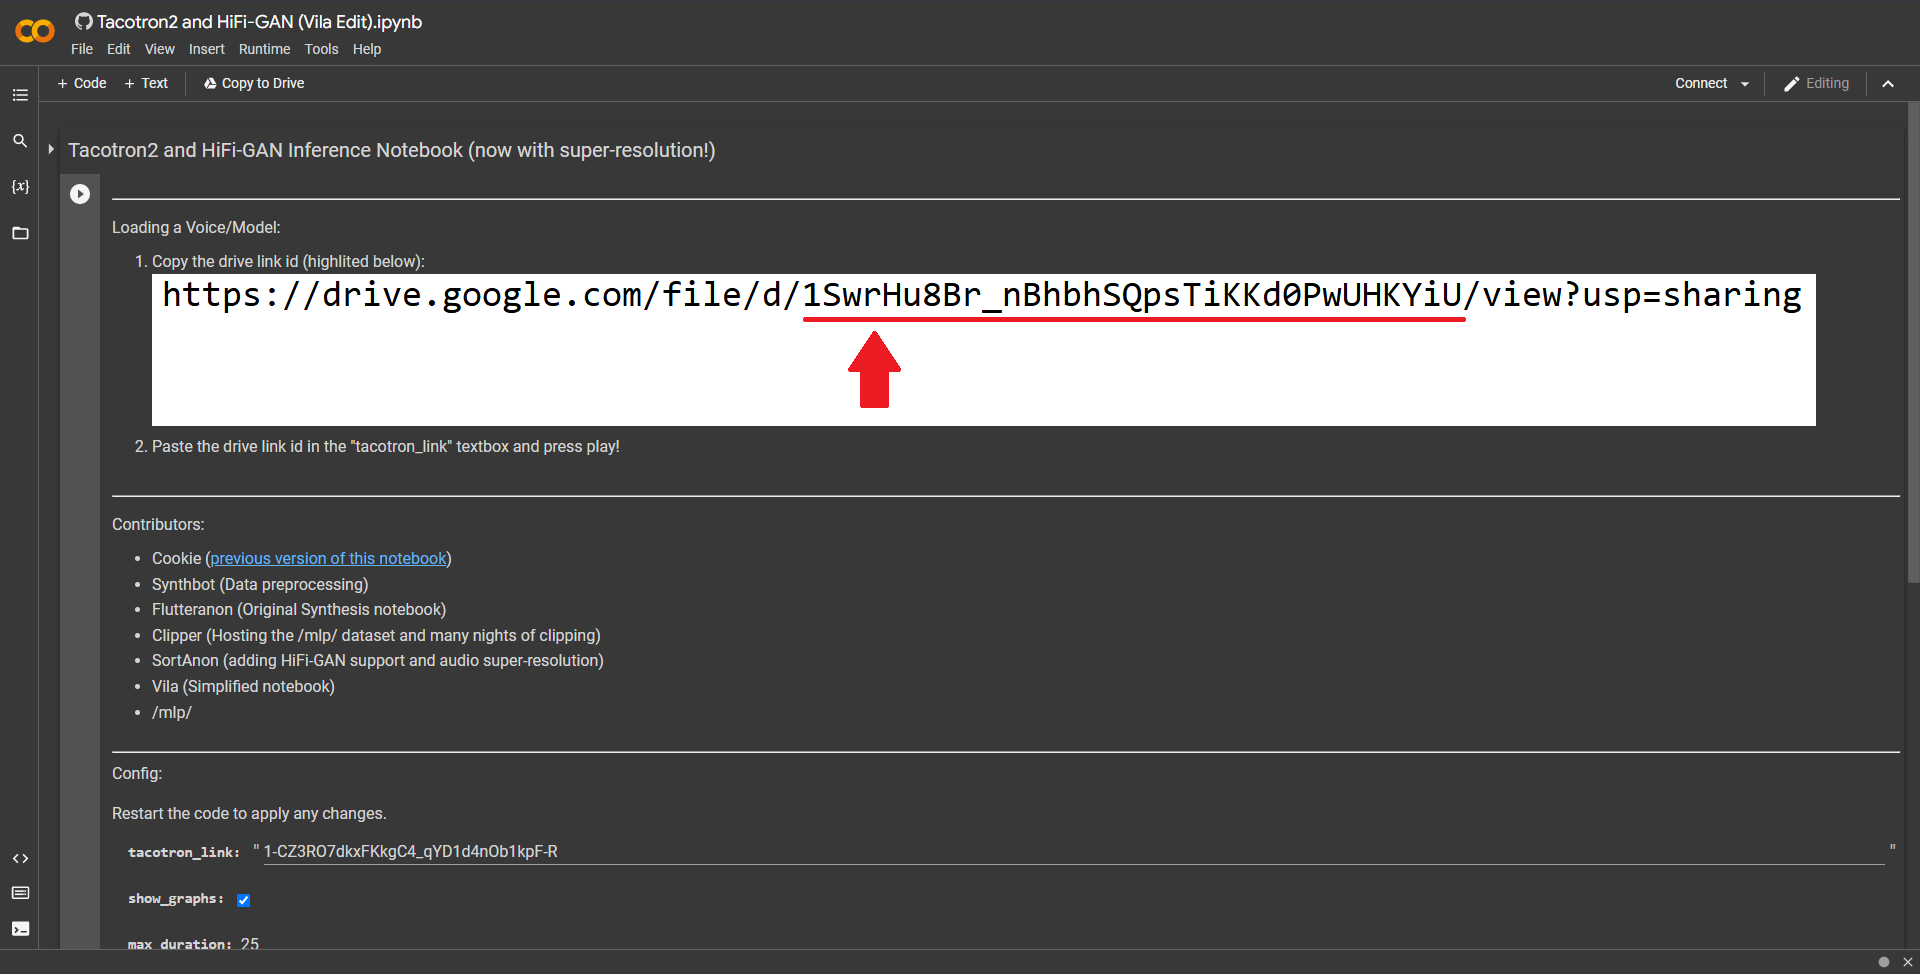 Tacotron2 and HiFi-GAN (Vila Edit).ipynb
File Edit View Insert Runtime Tools Help
+ Code + Text Copy to Drive Connect Editing
Tacotron2 and HiFi-GAN Inference Notebook (now with super-resolution!)
{x}
Loading a Voice/Model:
1. Copy the drive link id (highlited below):
https://drive.google.com/file/d/1SwrHu8Br_nBhbhSQpsTiKKd0PwUHKYiU/view?usp=sharing
2. Paste the drive link id in the "tacotron_link" textbox and press play!
Contributors:
• Cookie (previous version of this notebook)
• Synthbot (Data preprocessing)
• Flutteranon (Original Synthesis notebook)
• Clipper (Hosting the /mlp/ dataset and many nights of clipping)
• SortAnon (adding HiFi-GAN support and audio super-resolution)
• Vila (Simplified notebook)
• /mlp/
Config:
Restart the code to apply any changes.
tacotron_link: "1-CZ3RO7dkxFKkgC4_qYD1d4nOb1kpF-R"
show_graphs:
max_duration: 25